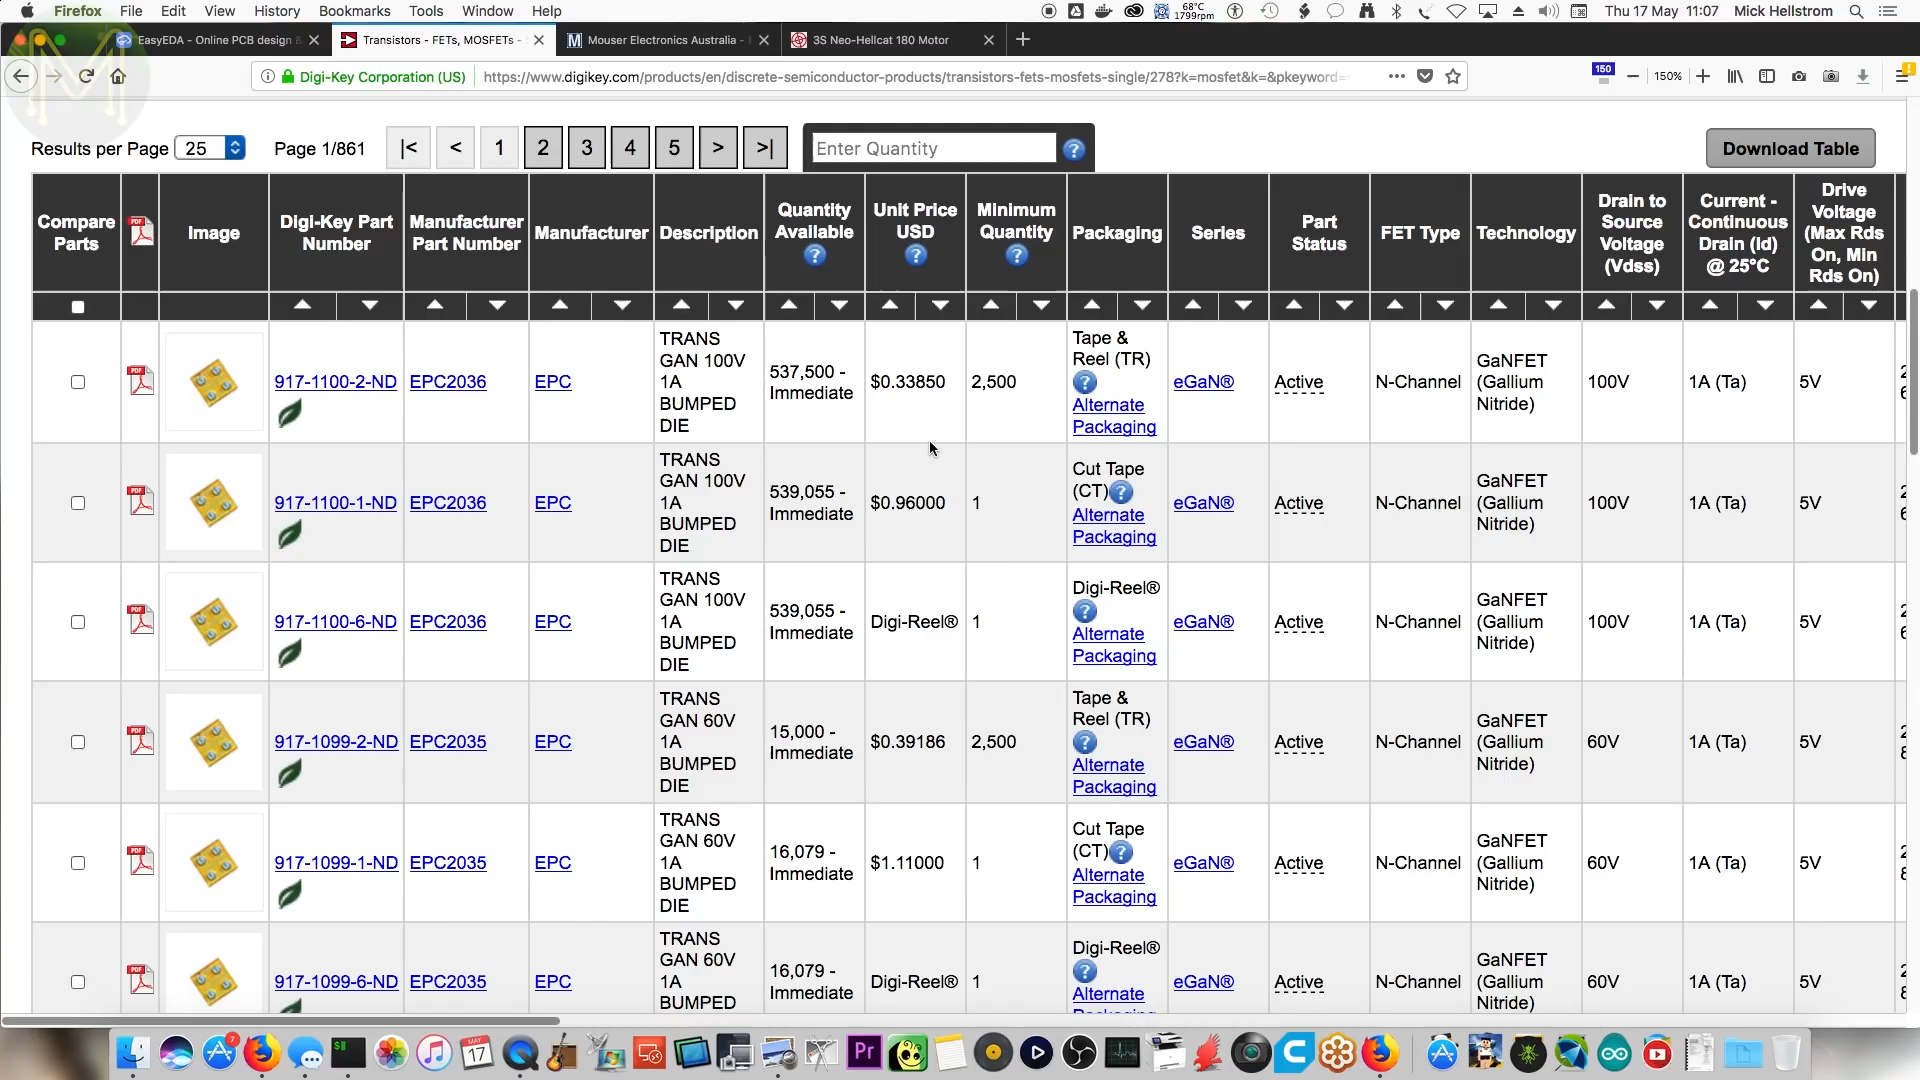 Firefox File Edit View History Bookmarks Tools Window Help 68°C 1799rpm Thu 17 May 11:07 Mick Hellstrom
EasyEDA - Online PCB design & Transistors - FETs, MOSFETs - Mouser Electronics Australia - 3S Neo-Hellcat 180 Motor
Digi-Key Corporation (US) https://www.digikey.com/products/en/discrete-semiconductor-products/transistors-fets-mosfets-single/278?k=mosfet&k=&pkeyword= 150 150%
Results per Page 25 Page 1/861 |< < 1 2 3 4 5 > >| Enter Quantity ? Download Table
Compare Parts PDF Image Digi-Key Part Number Manufacturer Part Number Manufacturer Description Quantity Available ? Unit Price USD ? Minimum Quantity ? Packaging Series Part Status FET Type Technology Drain to Source Voltage (Vdss) Current - Continuous Drain (Id) @ 25°C Drive Voltage (Max Rds On, Min Rds On)
PDF 917-1100-2-ND EPC2036 EPC TRANS GAN 100V 1A BUMPED DIE 537,500 - Immediate $0.33850 2,500 Tape & Reel (TR) ? Alternate Packaging eGaN® Active N-Channel GaNFET (Gallium Nitride) 100V 1A (Ta) 5V
PDF 917-1100-1-ND EPC2036 EPC TRANS GAN 100V 1A BUMPED DIE 539,055 - Immediate $0.96000 1 Cut Tape (CT) ? Alternate Packaging eGaN® Active N-Channel GaNFET (Gallium Nitride) 100V 1A (Ta) 5V
PDF 917-1100-6-ND EPC2036 EPC TRANS GAN 100V 1A BUMPED DIE 539,055 - Immediate Digi-Reel® 1 Digi-Reel® ? Alternate Packaging eGaN® Active N-Channel GaNFET (Gallium Nitride) 100V 1A (Ta) 5V
PDF 917-1099-2-ND EPC2035 EPC TRANS GAN 60V 1A BUMPED DIE 15,000 - Immediate $0.39186 2,500 Tape & Reel (TR) ? Alternate Packaging eGaN® Active N-Channel GaNFET (Gallium Nitride) 60V 1A (Ta) 5V
PDF 917-1099-1-ND EPC2035 EPC TRANS GAN 60V 1A BUMPED DIE 16,079 - Immediate $1.11000 1 Cut Tape (CT) ? Alternate Packaging eGaN® Active N-Channel GaNFET (Gallium Nitride) 60V 1A (Ta) 5V
PDF 917-1099-6-ND EPC2035 EPC TRANS GAN 60V 1A BUMPED 16,079 - Immediate Digi-Reel® 1 Digi-Reel® ? Alternate eGaN® Active N-Channel GaNFET (Gallium Nitride) 60V 1A (Ta) 5V
7 MAY 17 Pr